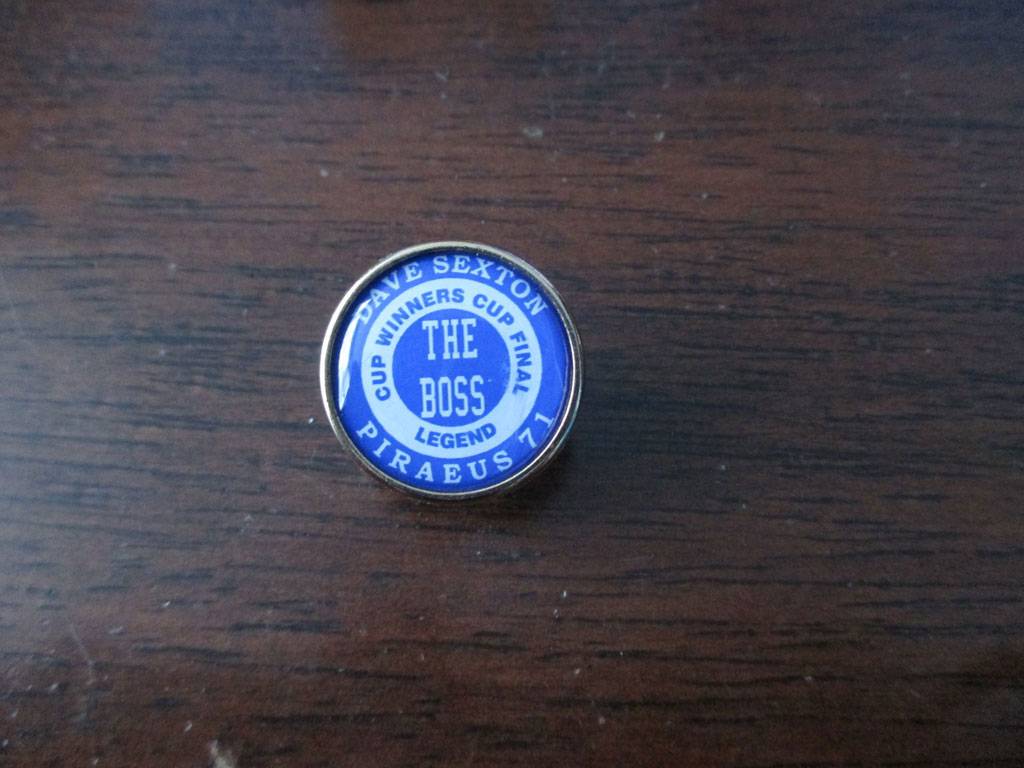 DAVE SEXTON
CUP WINNERS CUP FINAL
THE
BOSS
LEGEND
PIRAEUS 71